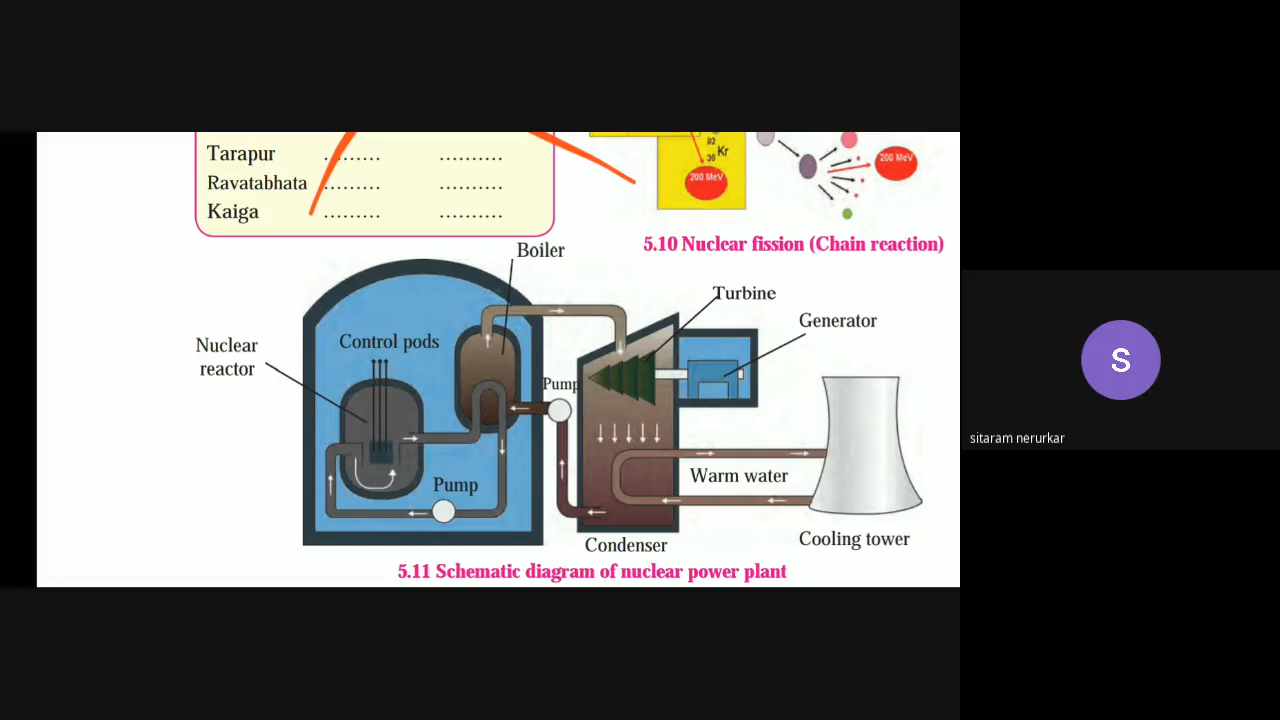 Tarapur ......... ..........
Ravatabhata ......... ..........
Kaiga ......... ..........
92
36 Kr
200 MeV
200 MeV
5.10 Nuclear fission (Chain reaction)
Boiler
Turbine
Generator
Nuclear
reactor
Control pods
Pump
Pump
Warm water
Condenser
Cooling tower
5.11 Schematic diagram of nuclear power plant
S
sitaram nerurkar